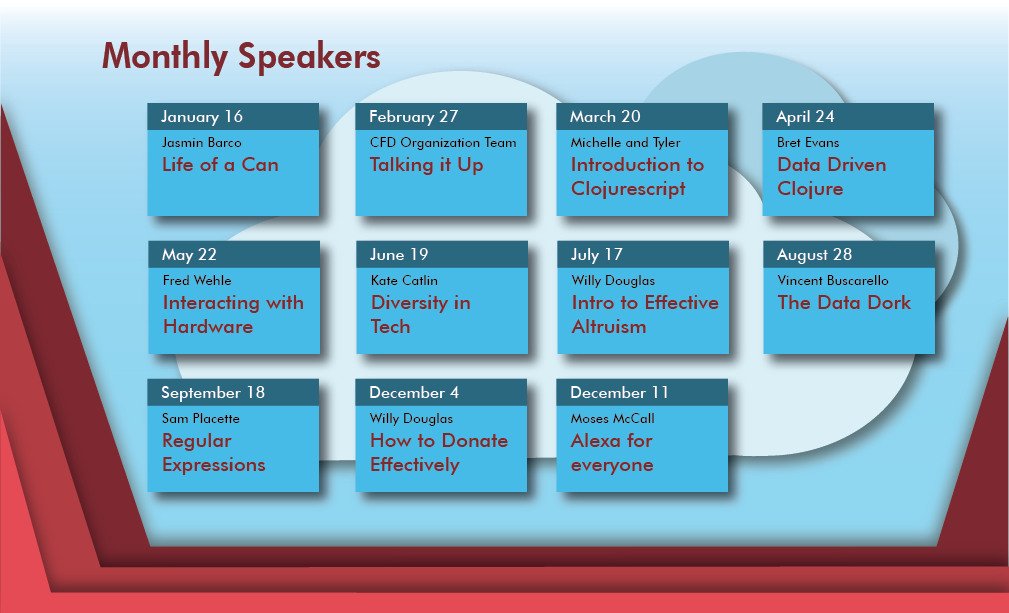 Monthly Speakers
January 16
Jasmin Barco
Life of a Can
February 27
CFD Organization Team
Talking it Up
March 20
Michelle and Tyler
Introduction to
Clojurescript
April 24
Bret Evans
Data Driven
Clojure
May 22
Fred Wehle
Interacting with
Hardware
June 19
Kate Catlin
Diversity in
Tech
July 17
Willy Douglas
Intro to Effective
Altruism
August 28
Vincent Buscarello
The Data Dork
September 18
Sam Placette
Regular
Expressions
December 4
Willy Douglas
How to Donate
Effectively
December 11
Moses McCall
Alexa for
everyone